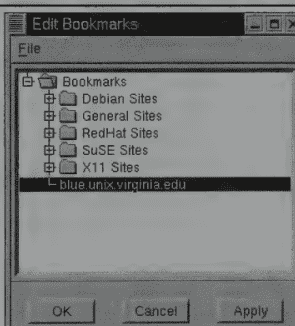 Edit Bookmarks
File
Bookmarks
Debian Sites
General Sites
RedHat Sites
SuSE Sites
X11 Sites
blue.unix.virginia.edu
OK Cancel Apply